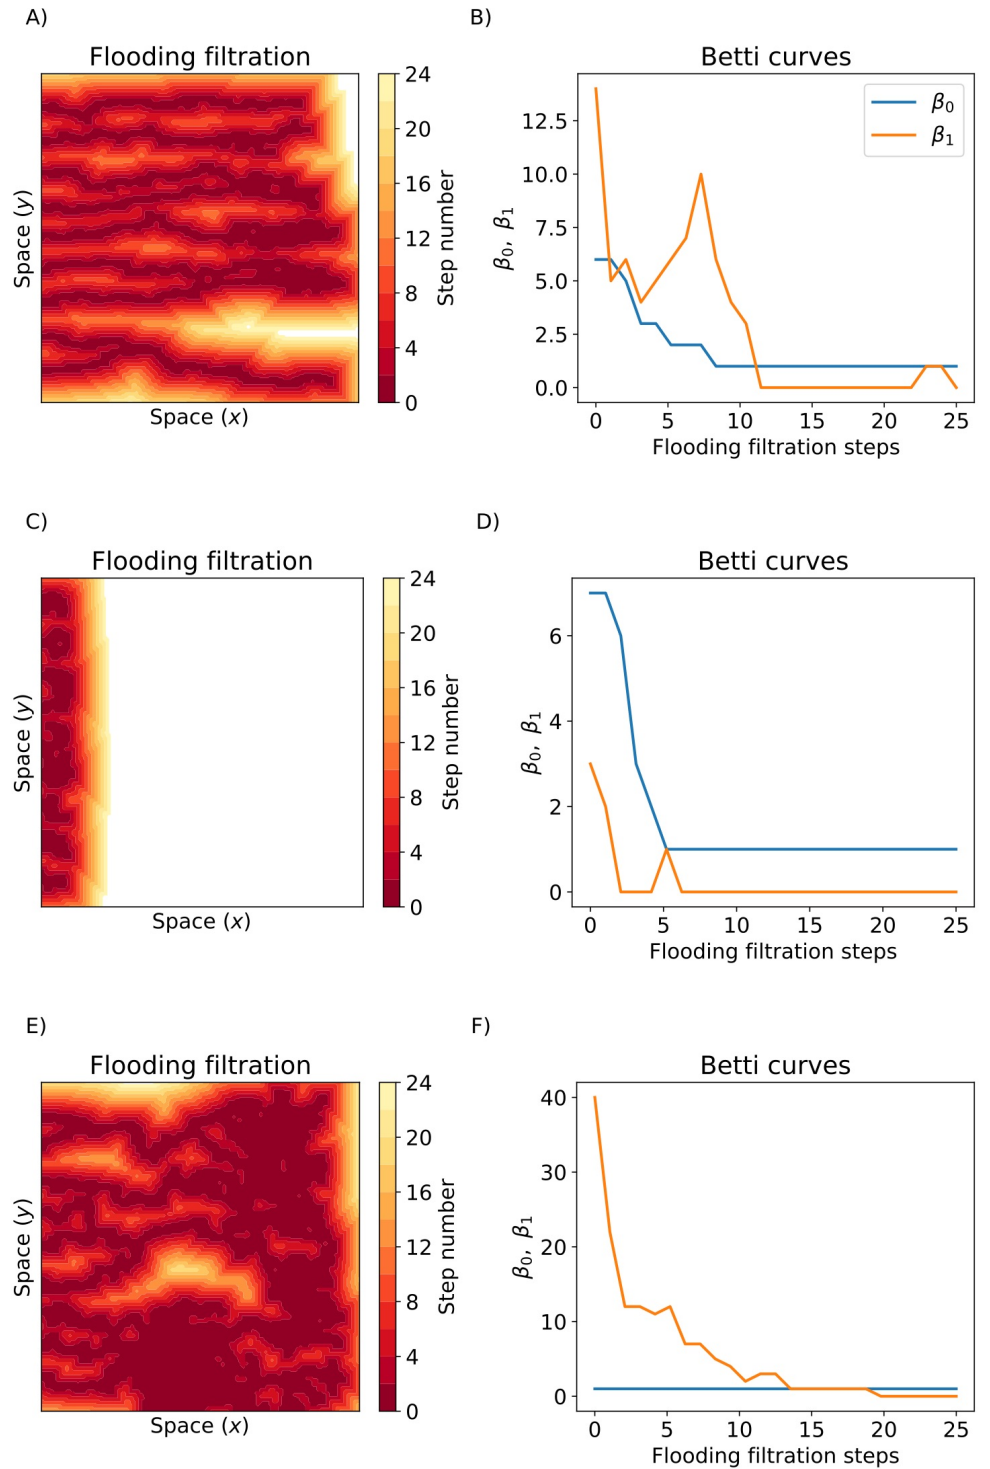 A)
B)
Flooding filtration
Betti curves
24
20
16
12
8
4
0
Step number
Space (y)
Space (x)
12.5
10.0
7.5
5.0
2.5
0.0
β0, β1
β0
β1
0 5 10 15 20 25
Flooding filtration steps
C)
D)
Flooding filtration
Betti curves
24
20
16
12
8
4
0
Step number
Space (y)
Space (x)
6
4
2
0
β0, β1
0 5 10 15 20 25
Flooding filtration steps
E)
F)
Flooding filtration
Betti curves
24
20
16
12
8
4
0
Step number
Space (y)
Space (x)
40
30
20
10
0
β0, β1
0 5 10 15 20 25
Flooding filtration steps